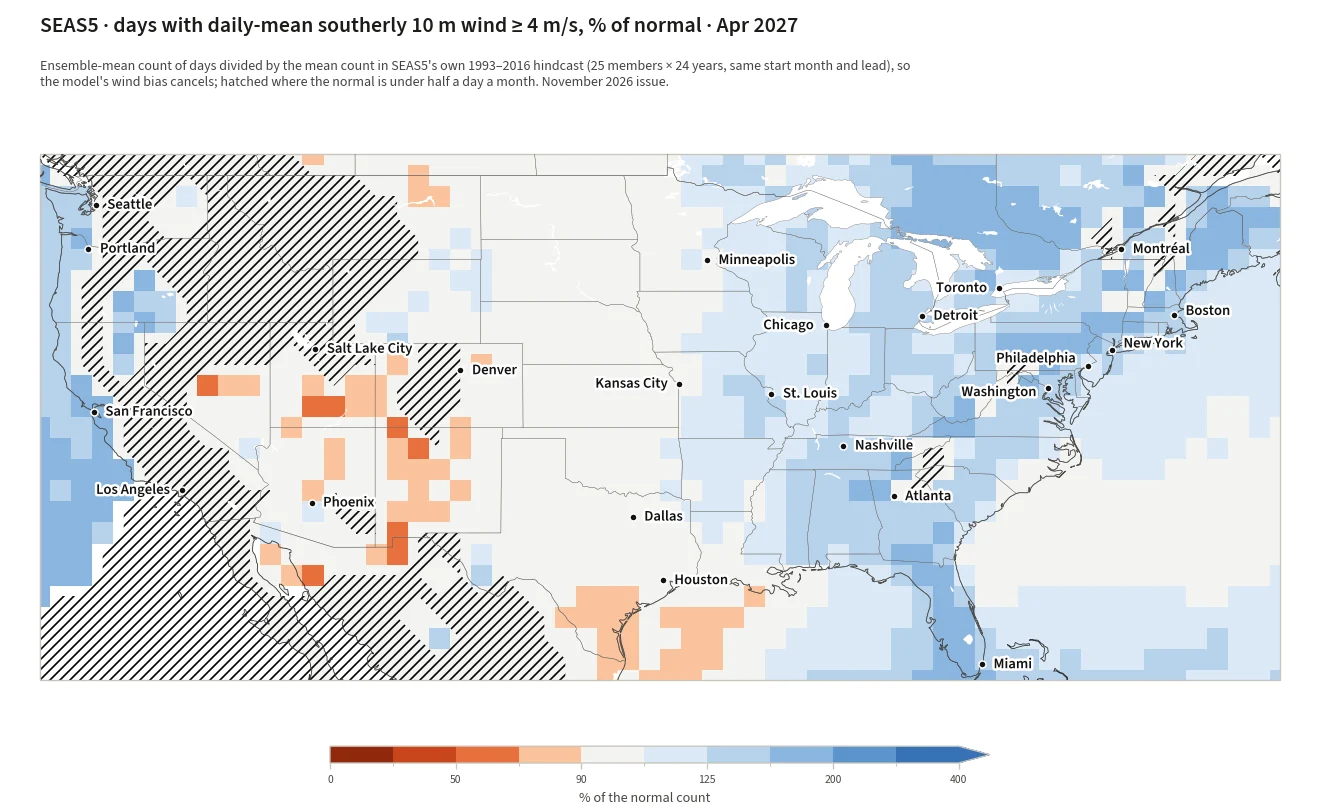 SEAS5 · days with daily-mean southerly 10 m wind ≥ 4 m/s, % of normal · Apr 2027
Ensemble-mean count of days divided by the mean count in SEAS5's own 1993–2016 hindcast (25 members × 24 years, same start month and lead), so
the model's wind bias cancels; hatched where the normal is under half a day a month. November 2026 issue.
Seattle
Portland
Montréal
Minneapolis
Toronto
Boston
Detroit
Chicago
New York
Salt Lake City
Philadelphia
Denver
Kansas City
St. Louis
Washington
San Francisco
Nashville
Los Angeles
Atlanta
Phoenix
Dallas
Houston
Miami
0 50 90 125 200 400
% of the normal count